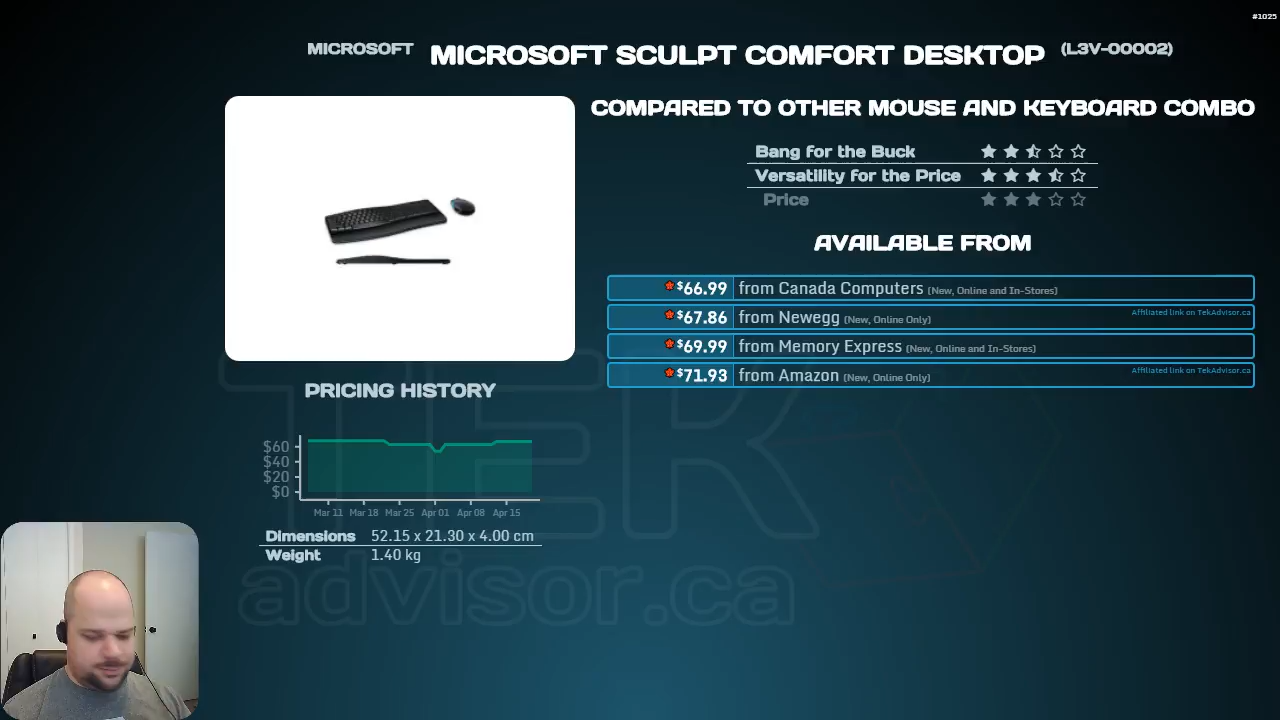 #1025
MICROSOFT MICROSOFT SCULPT COMFORT DESKTOP (L3V-00002)
COMPARED TO OTHER MOUSE AND KEYBOARD COMBO
Bang for the Buck
Versatility for the Price
Price
AVAILABLE FROM
$66.99 from Canada Computers (New, Online and In-Stores)
$67.86 from Newegg (New, Online Only) Affiliated link on TekAdvisor.ca
$69.99 from Memory Express (New, Online and In-Stores)
$71.93 from Amazon (New, Online Only) Affiliated link on TekAdvisor.ca
PRICING HISTORY
$60
$40
$20
$0
Mar 11 Mar 18 Mar 25 Apr 01 Apr 08 Apr 15
Dimensions 52.15 x 21.30 x 4.00 cm
Weight 1.40 kg
TEK
advisor.ca